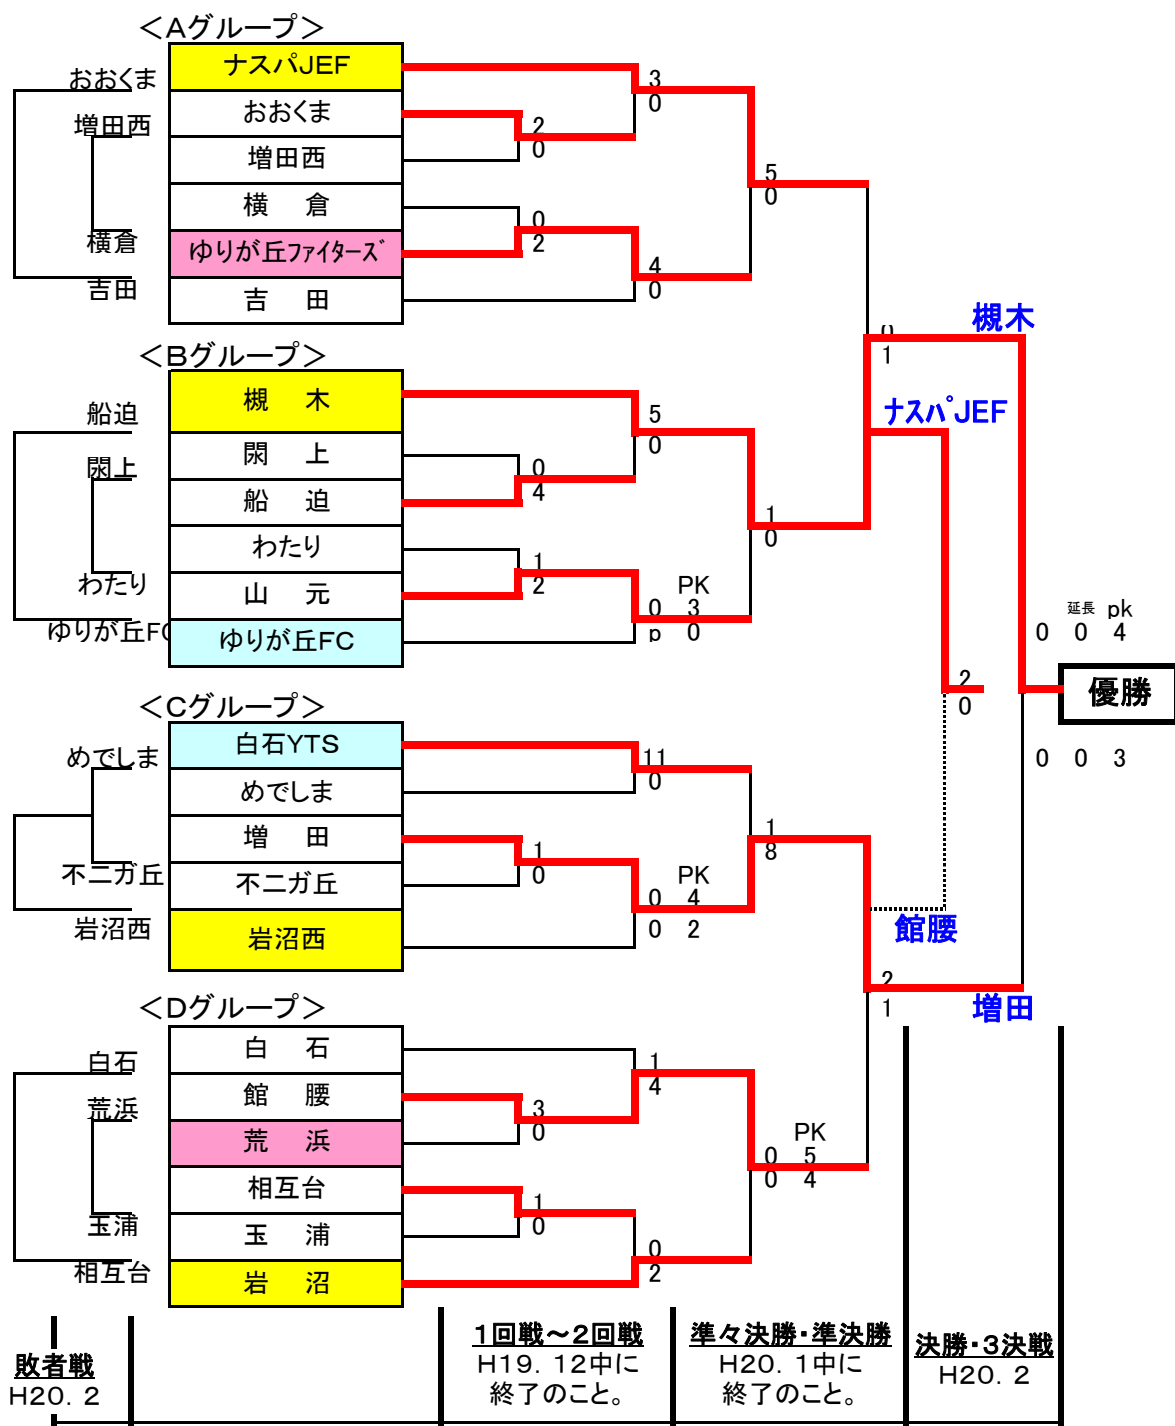 ＜Aグループ＞
おおくま
増田西
横倉
吉田
ナスパJEF
おおくま
増田西
横　倉
ゆりが丘ファイターズ
吉　田
2
0
0
2
3
0
4
0
5
0
＜Bグループ＞
船迫
閖上
わたり
ゆりが丘FC
槻　木
閖　上
船　迫
わたり
山　元
ゆりが丘FC
0
4
1
2
5
0
PK
0 3
p 0
1
0
0
1
槻木
ナスパJEF
＜Cグループ＞
めでしま
不二ガ丘
岩沼西
白石YTS
めでしま
増　田
不二ガ丘
岩沼西
1
0
11
0
PK
0 4
0 2
1
8
2
0
延長 pk
0 0 4
優勝
0 0 3
館腰
2
1
増田
＜Dグループ＞
白石
荒浜
玉浦
相互台
白　石
館　腰
荒　浜
相互台
玉　浦
岩　沼
3
0
1
0
1
4
0
2
PK
0 5
0 4
敗者戦
H20．2
1回戦～2回戦
H19．12中に
終了のこと。
準々決勝・準決勝
H20．1中に
終了のこと。
決勝・3決戦
H20．2